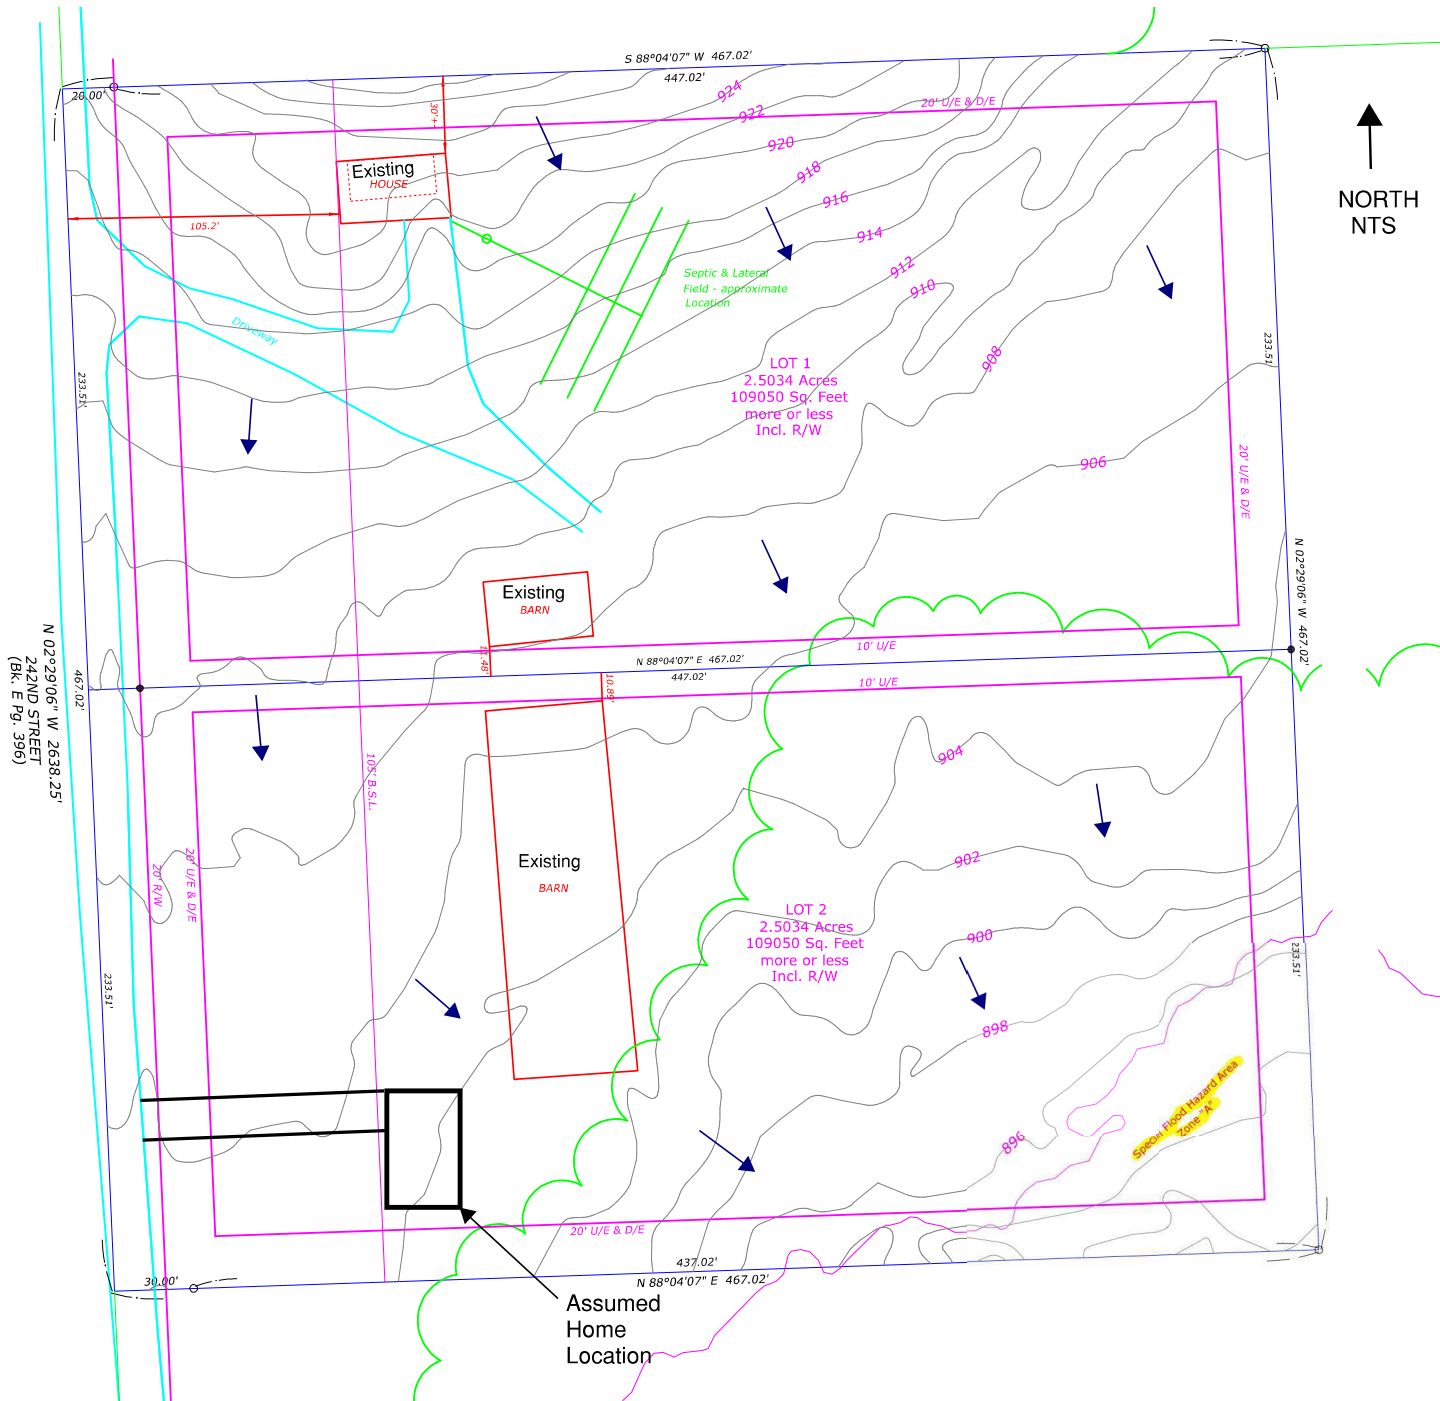 S 88°04'07" W 467.02'
447.02'
20.00'
924
922
920
918
916
914
912
910
908
906
20' U/E & D/E
30'+-
Existing
HOUSE
105.2'
NORTH
NTS
Septic & Lateral
Field - approximate
Location
Driveway
233.51'
233.51'
LOT 1
2.5034 Acres
109050 Sq. Feet
more or less
Incl. R/W
20' U/E & D/E
Existing
BARN
N 02°29'06" W 467.02'
10' U/E
N 88°04'07" E 467.02'
447.02'
10.89'
10' U/E
N 02°29'06" W 2638.25'
242ND STREET
(Bk. E Pg. 396)
467.02'
105' B.S.L.
904
902
900
898
896
20' R/W
20' U/E & D/E
Existing
BARN
LOT 2
2.5034 Acres
109050 Sq. Feet
more or less
Incl. R/W
233.51'
233.51'
Special Flood Hazard Area
Zone "A"
20' U/E & D/E
437.02'
N 88°04'07" E 467.02'
30.00'
Assumed
Home
Location